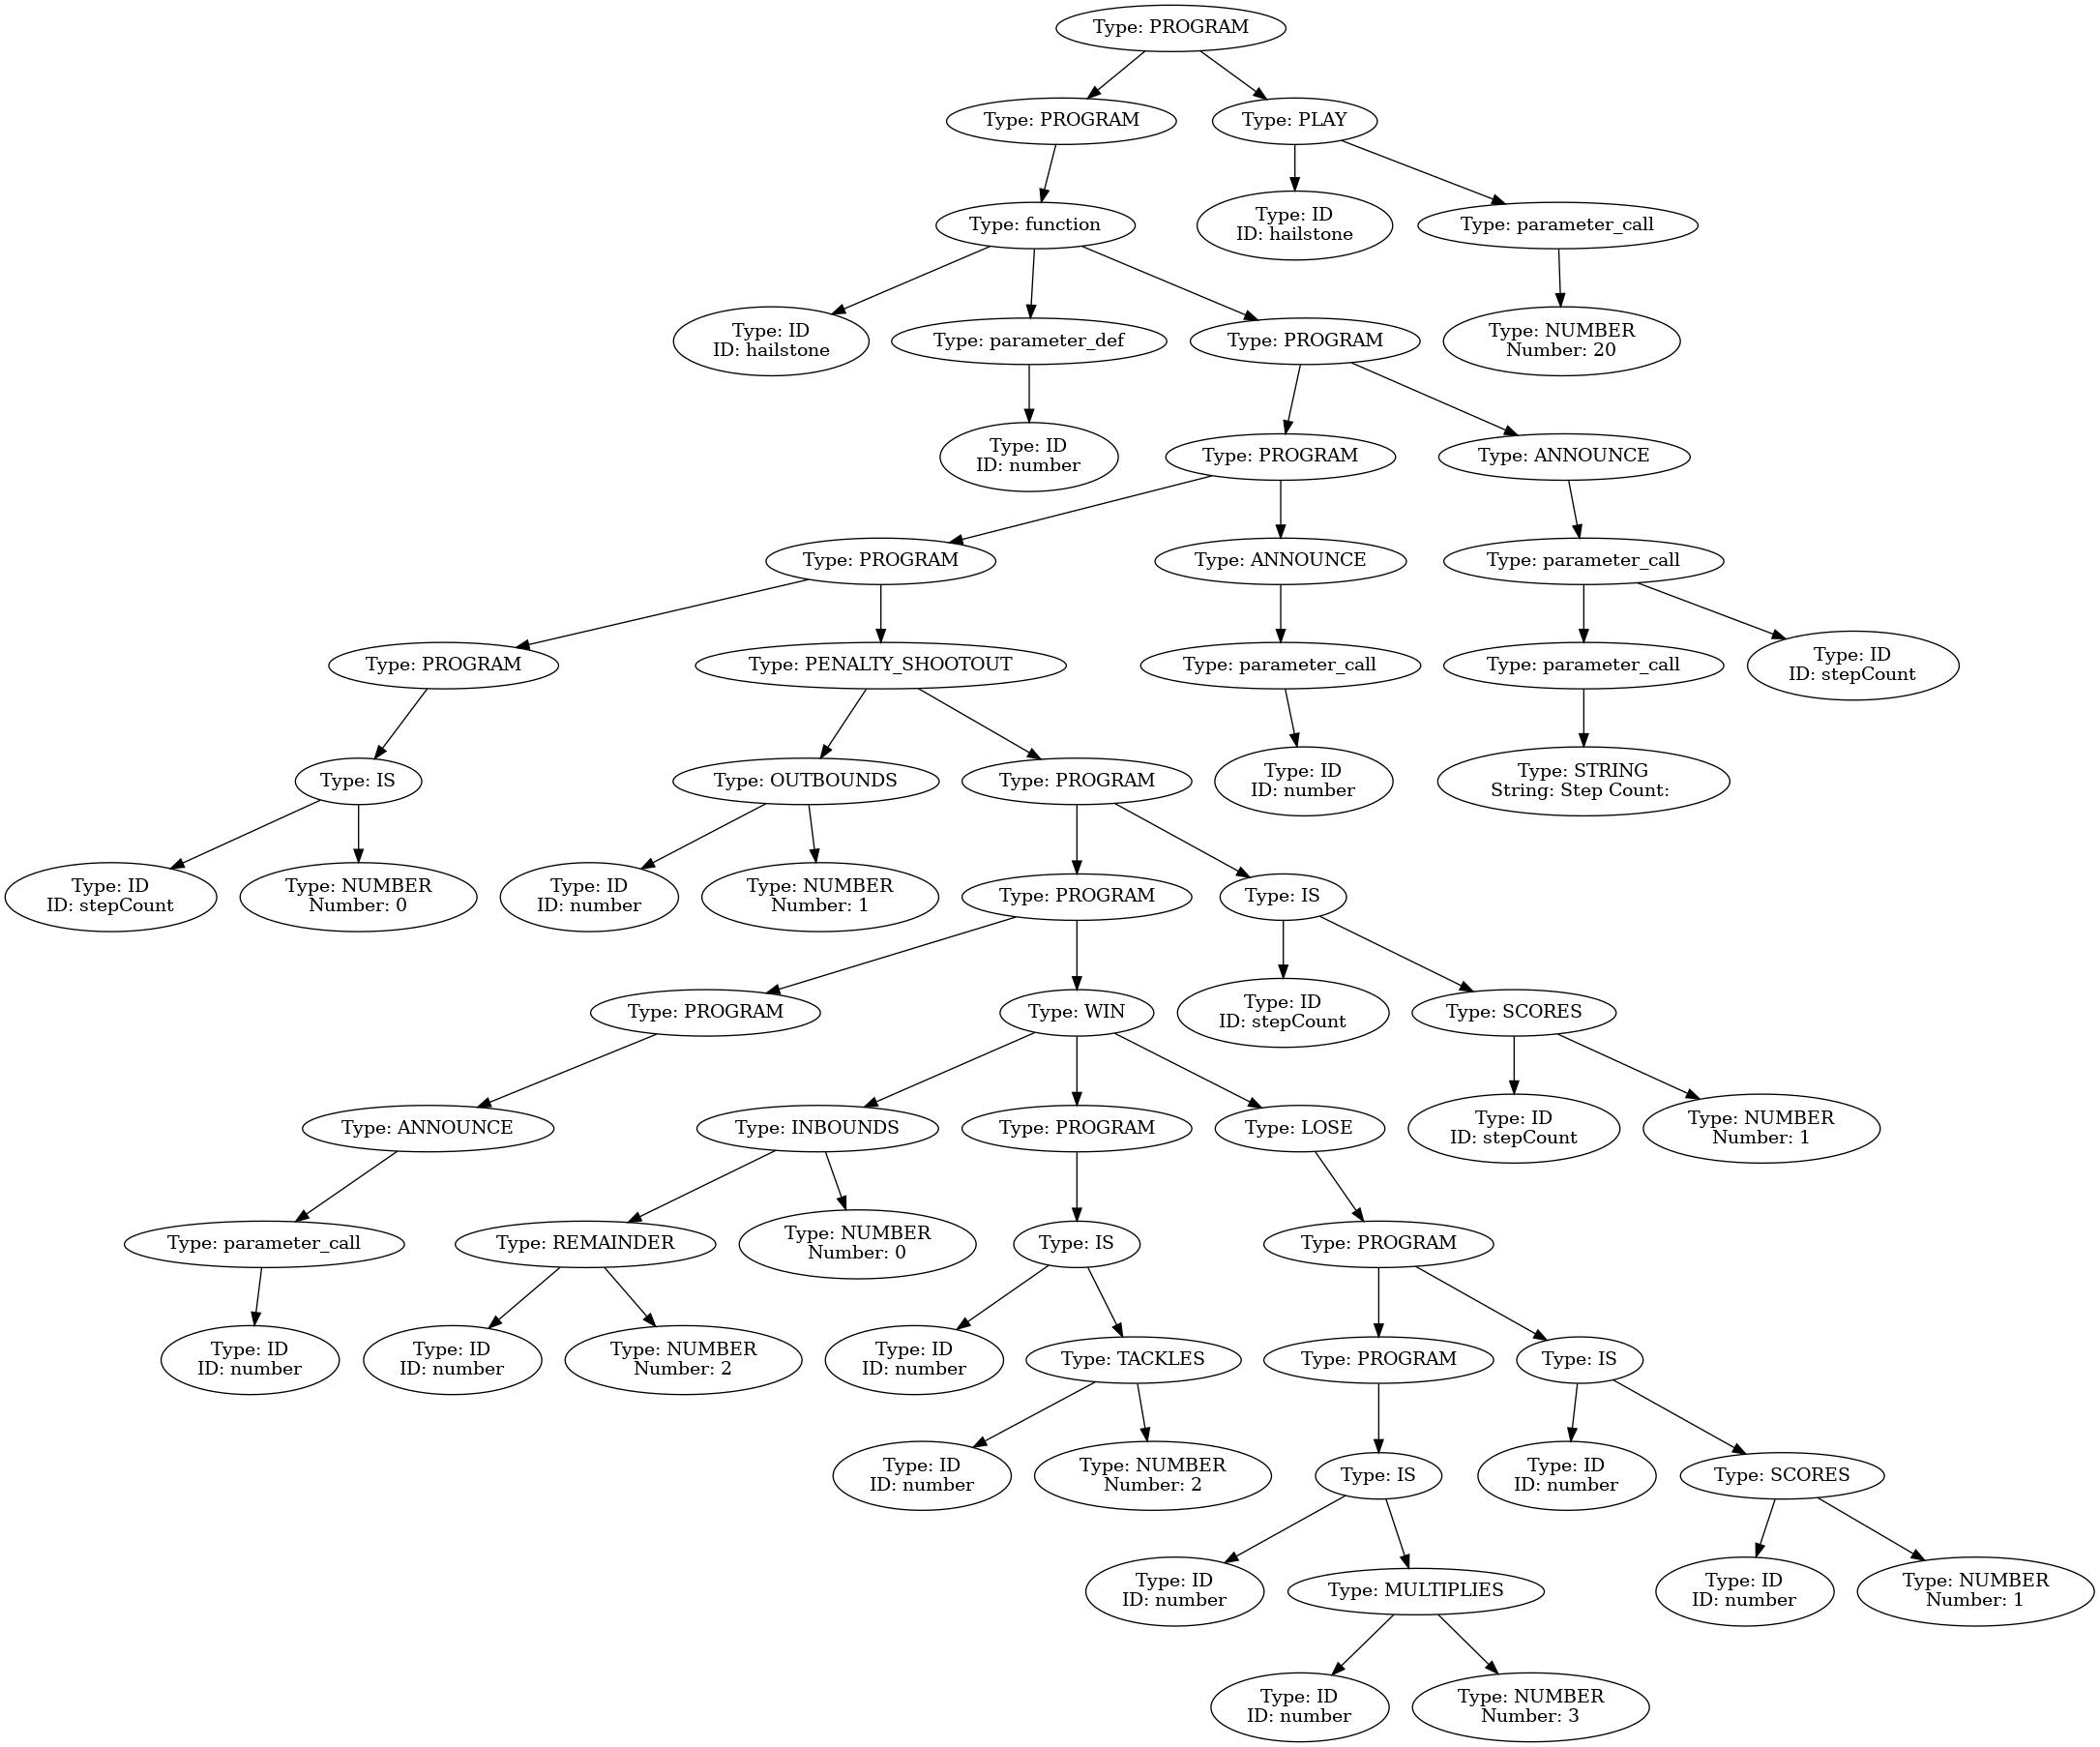 Type: PROGRAM
Type: PROGRAM
Type: PLAY
Type: function
Type: ID
ID: hailstone
Type: parameter_call
Type: ID
ID: hailstone
Type: parameter_def
Type: PROGRAM
Type: NUMBER
Number: 20
Type: ID
ID: number
Type: PROGRAM
Type: ANNOUNCE
Type: PROGRAM
Type: ANNOUNCE
Type: parameter_call
Type: PROGRAM
Type: PENALTY_SHOOTOUT
Type: parameter_call
Type: parameter_call
Type: ID
ID: stepCount
Type: IS
Type: OUTBOUNDS
Type: PROGRAM
Type: ID
ID: number
Type: STRING
String: Step Count:
Type: ID
ID: stepCount
Type: NUMBER
Number: 0
Type: ID
ID: number
Type: NUMBER
Number: 1
Type: PROGRAM
Type: IS
Type: PROGRAM
Type: WIN
Type: ID
ID: stepCount
Type: SCORES
Type: ANNOUNCE
Type: INBOUNDS
Type: PROGRAM
Type: LOSE
Type: ID
ID: stepCount
Type: NUMBER
Number: 1
Type: parameter_call
Type: REMAINDER
Type: NUMBER
Number: 0
Type: IS
Type: PROGRAM
Type: ID
ID: number
Type: ID
ID: number
Type: NUMBER
Number: 2
Type: ID
ID: number
Type: TACKLES
Type: PROGRAM
Type: IS
Type: ID
ID: number
Type: NUMBER
Number: 2
Type: IS
Type: ID
ID: number
Type: SCORES
Type: ID
ID: number
Type: MULTIPLIES
Type: ID
ID: number
Type: NUMBER
Number: 1
Type: ID
ID: number
Type: NUMBER
Number: 3